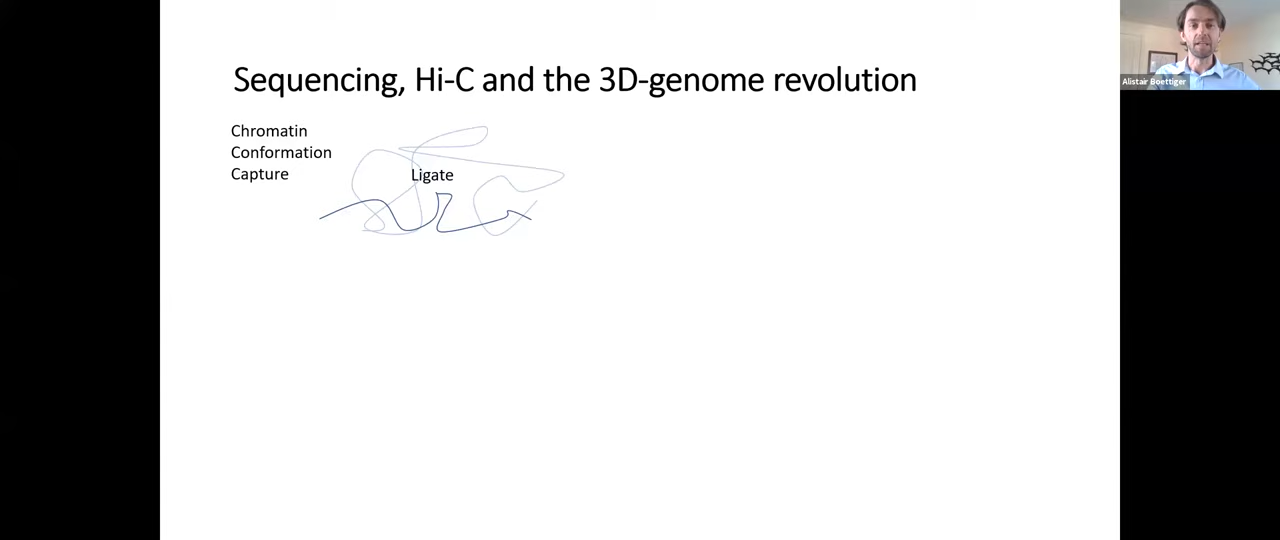 Sequencing, Hi-C and the 3D-genome revolution
Chromatin
Conformation
Capture
Ligate
Alistair Boettiger